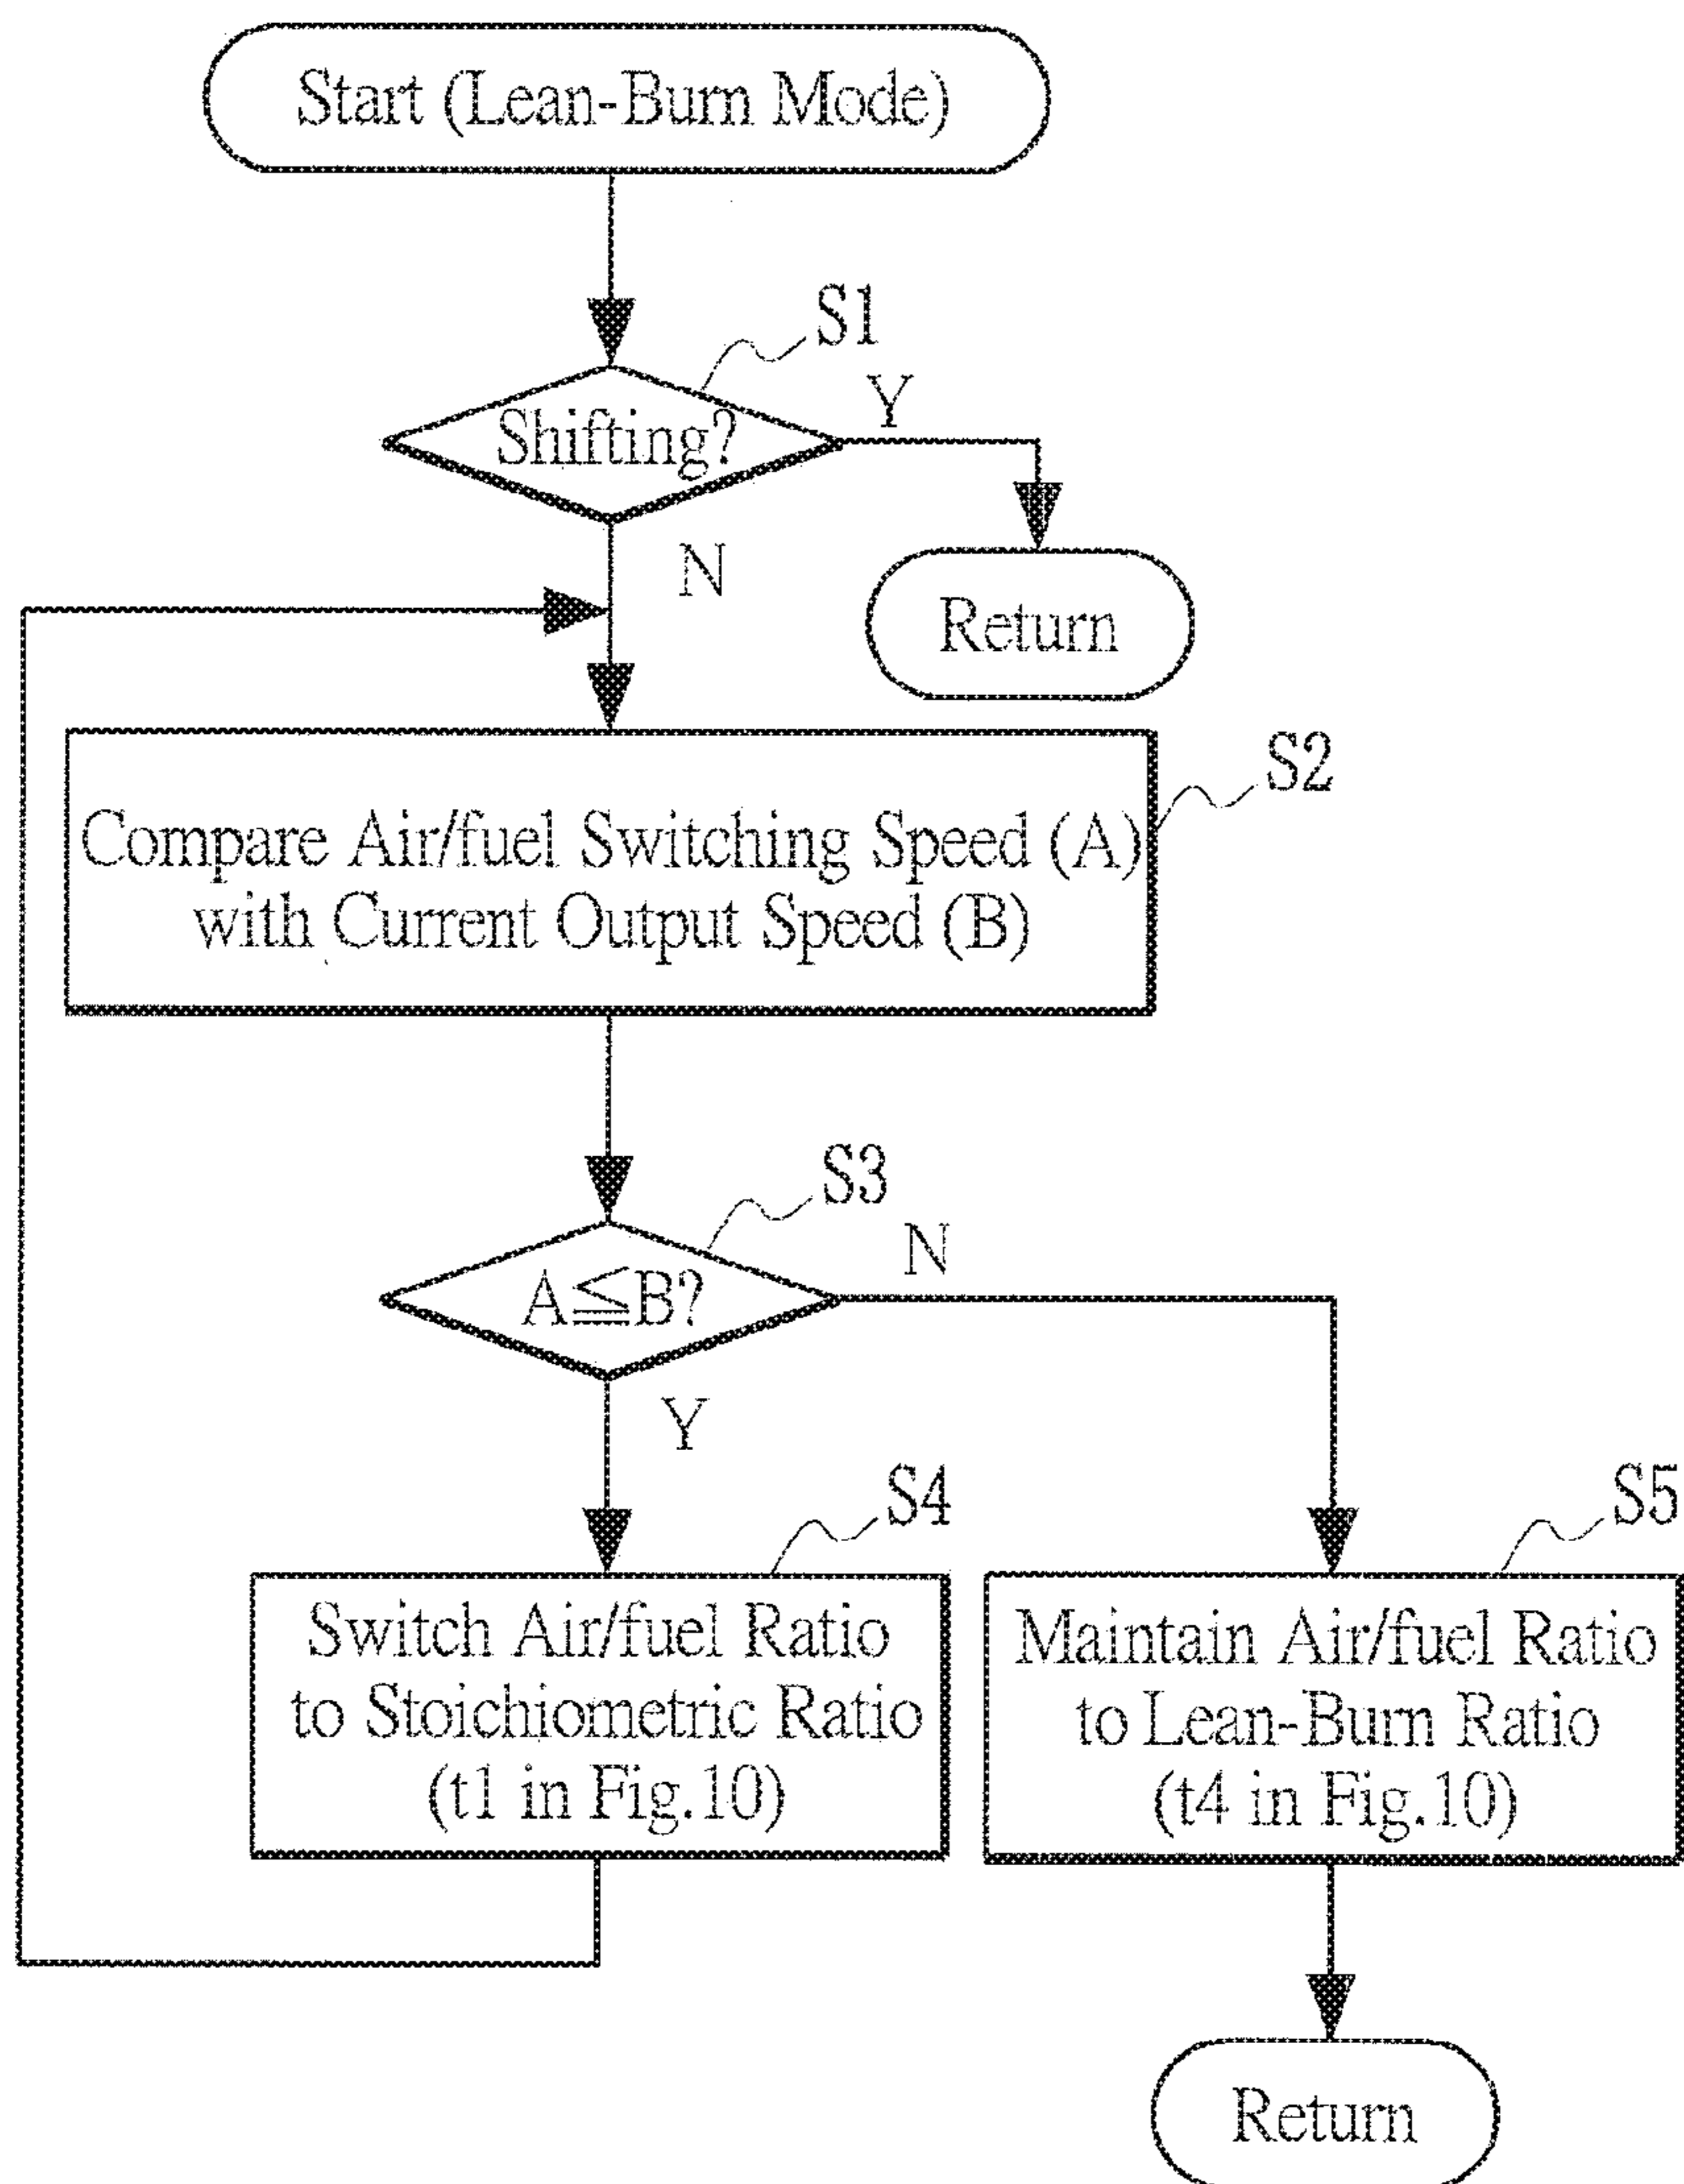 Start (Lean-Burn Mode)
S1
Shifting?
Y
N
Return
S2
Compare Air/fuel Switching Speed (A)
with Current Output Speed (B)
S3
A≦B?
N
Y
S4
Switch Air/fuel Ratio
to Stoichiometric Ratio
(t1 in Fig.10)
S5
Maintain Air/fuel Ratio
to Lean-Burn Ratio
(t4 in Fig.10)
Return